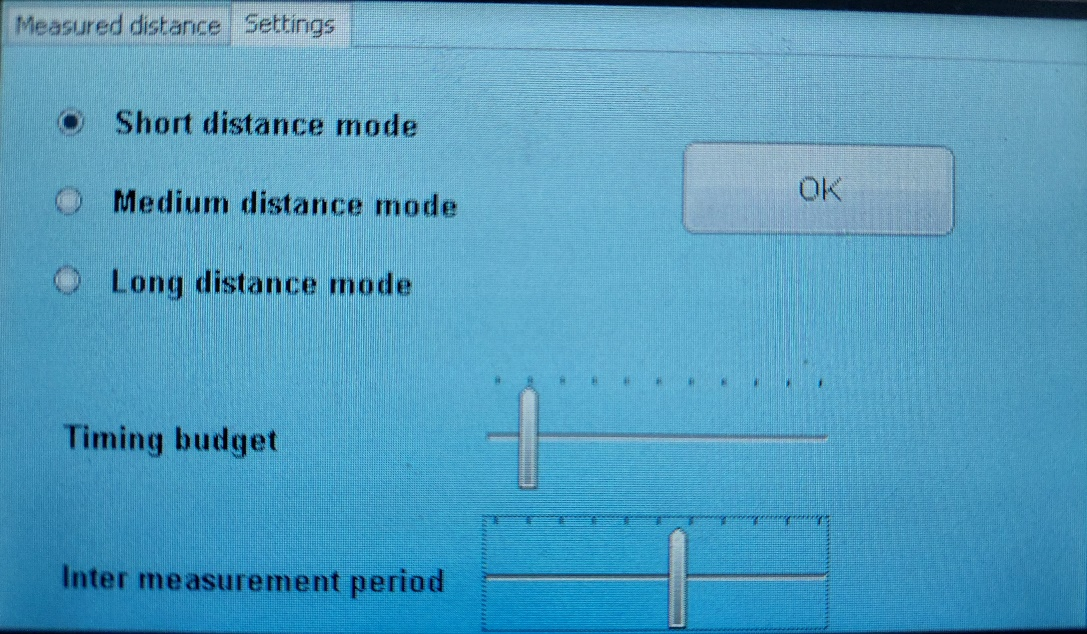 Measured distance Settings
Short distance mode
OK
Medium distance mode
Long distance mode
Timing budget
Inter measurement period